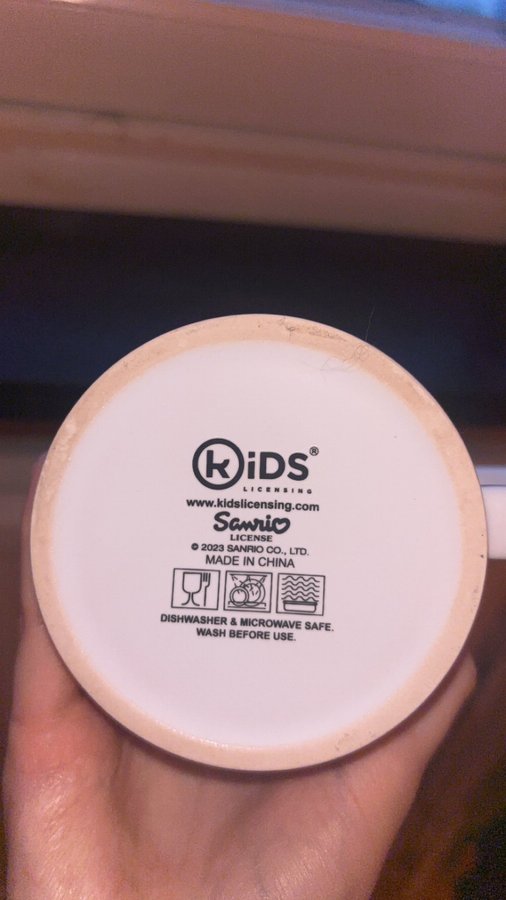 kiDS®
LICENSING
www.kidslicensing.com
Sanrio
LICENSE
© 2023 SANRIO CO., LTD.
MADE IN CHINA
DISHWASHER & MICROWAVE SAFE.
WASH BEFORE USE.